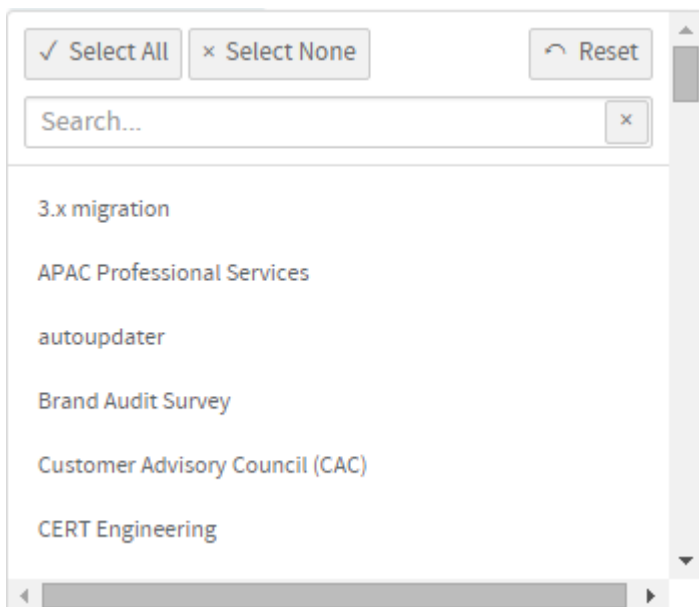 ✓ Select All × Select None Reset
Search... ×
3.x migration
APAC Professional Services
autoupdater
Brand Audit Survey
Customer Advisory Council (CAC)
CERT Engineering